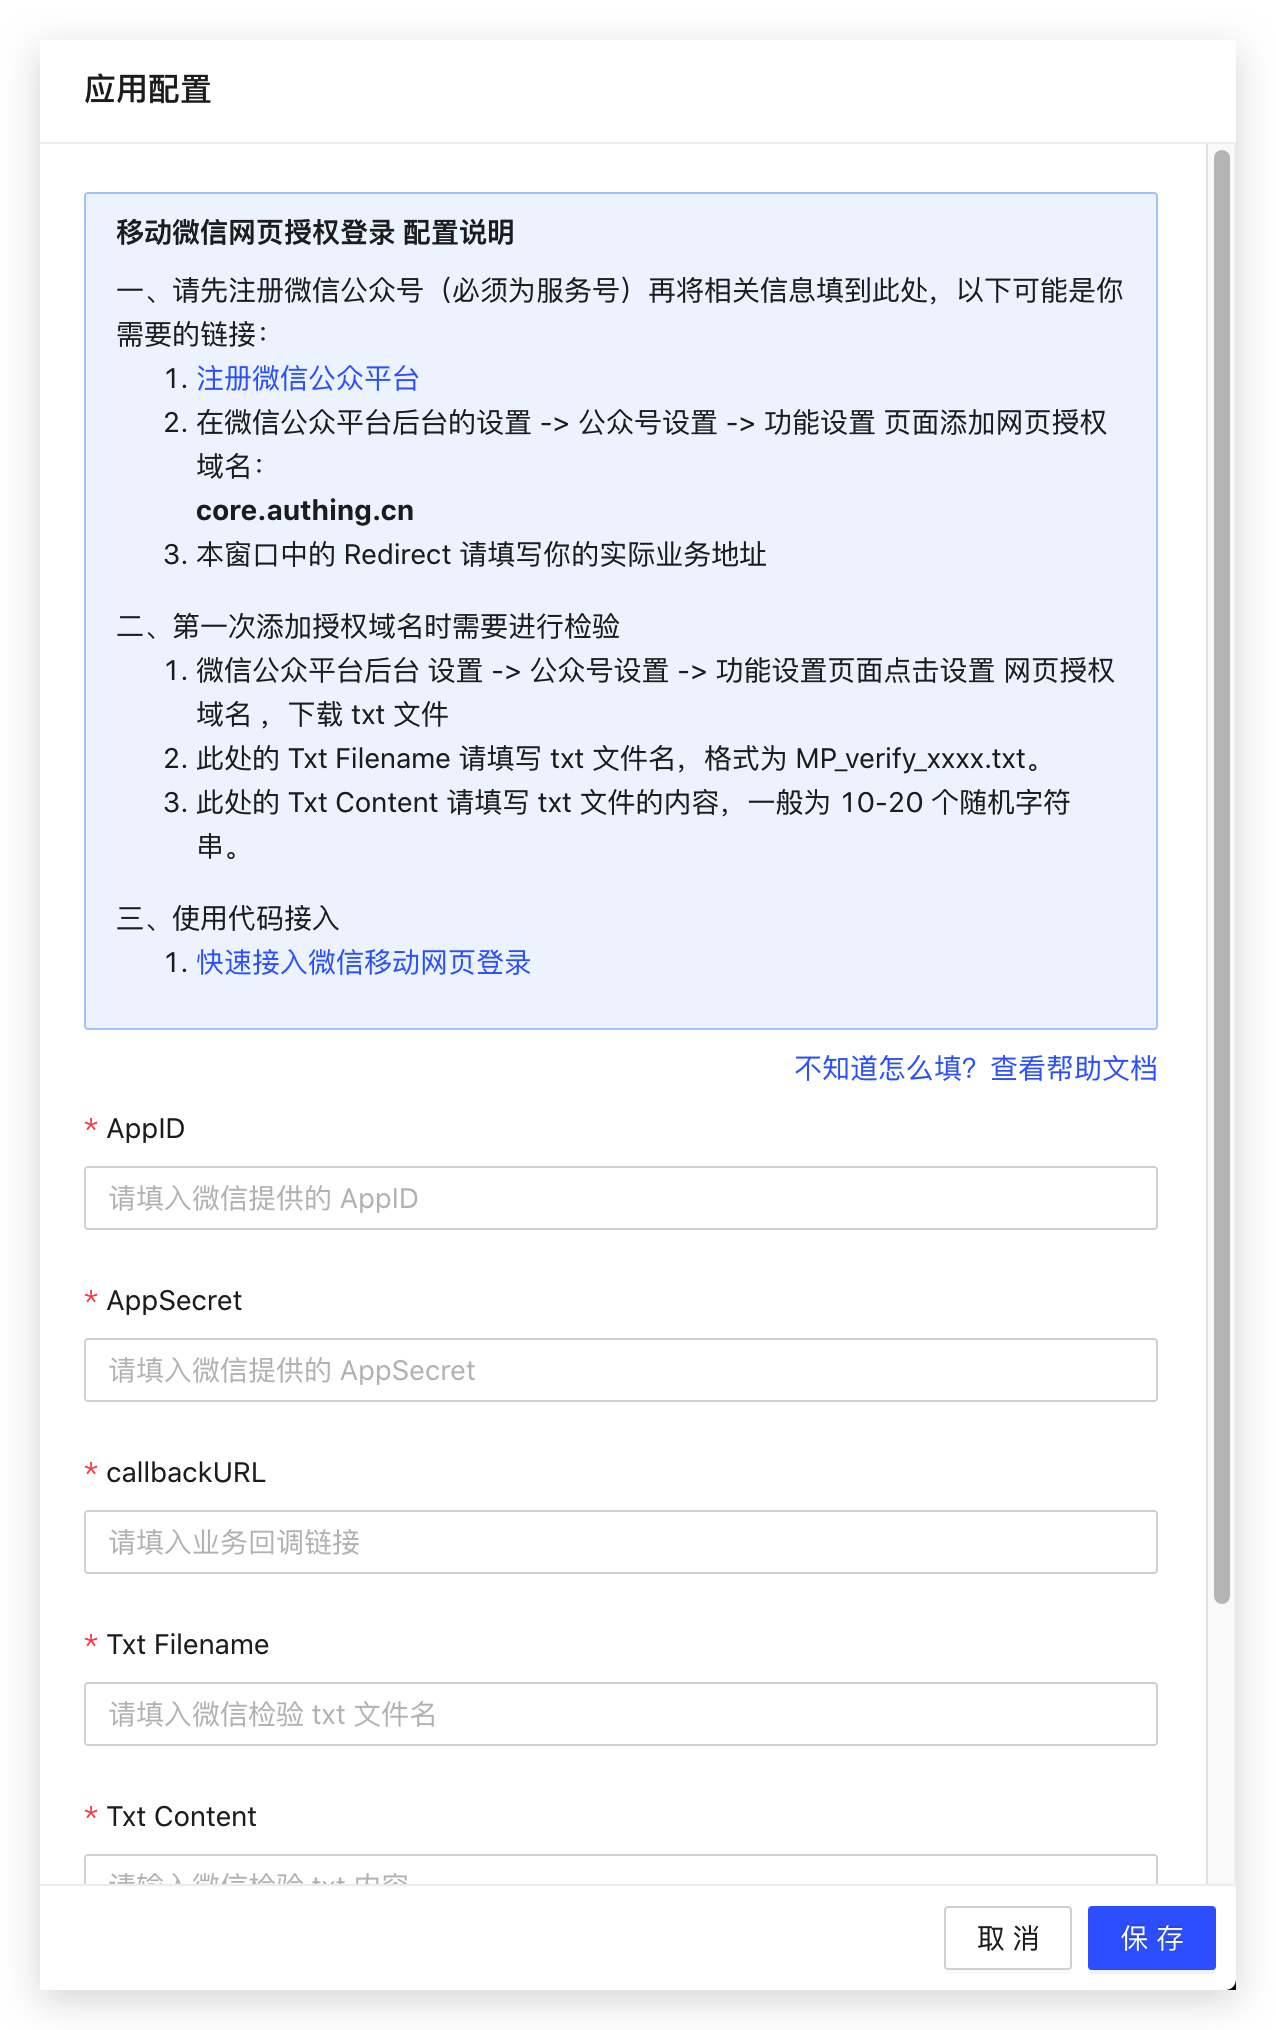 应用配置
移动微信网页授权登录 配置说明
一、请先注册微信公众号（必须为服务号）再将相关信息填到此处，以下可能是你
需要的链接：
1. 注册微信公众平台
2. 在微信公众平台后台的设置 -> 公众号设置 -> 功能设置 页面添加网页授权
域名：
core.authing.cn
3. 本窗口中的 Redirect 请填写你的实际业务地址
二、第一次添加授权域名时需要进行检验
1. 微信公众平台后台 设置 -> 公众号设置 -> 功能设置页面点击设置 网页授权
域名 ，下载 txt 文件
2. 此处的 Txt Filename 请填写 txt 文件名，格式为 MP_verify_xxxx.txt。
3. 此处的 Txt Content 请填写 txt 文件的内容，一般为 10-20 个随机字符
串。
三、使用代码接入
1. 快速接入微信移动网页登录
不知道怎么填？查看帮助文档
* AppID
请填入微信提供的 AppID
* AppSecret
请填入微信提供的 AppSecret
* callbackURL
请填入业务回调链接
* Txt Filename
请填入微信检验 txt 文件名
* Txt Content
请输入微信检验 txt 内容
取 消
保 存